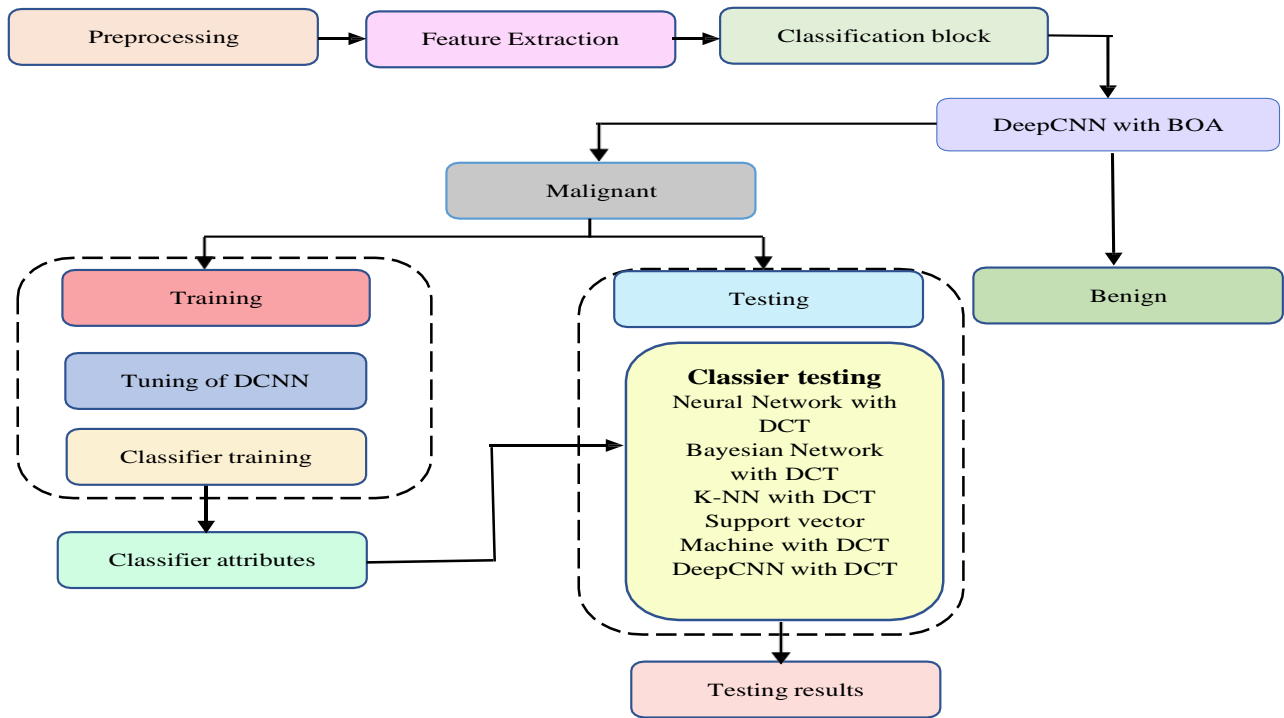 Preprocessing
Feature Extraction
Classification block
DeepCNN with BOA
Malignant
Training
Testing
Benign
Tuning of DCNN
Classifier training
Classifier attributes
Classier testing
Neural Network with
DCT
Bayesian Network
with DCT
K-NN with DCT
Support vector
Machine with DCT
DeepCNN with DCT
Testing results